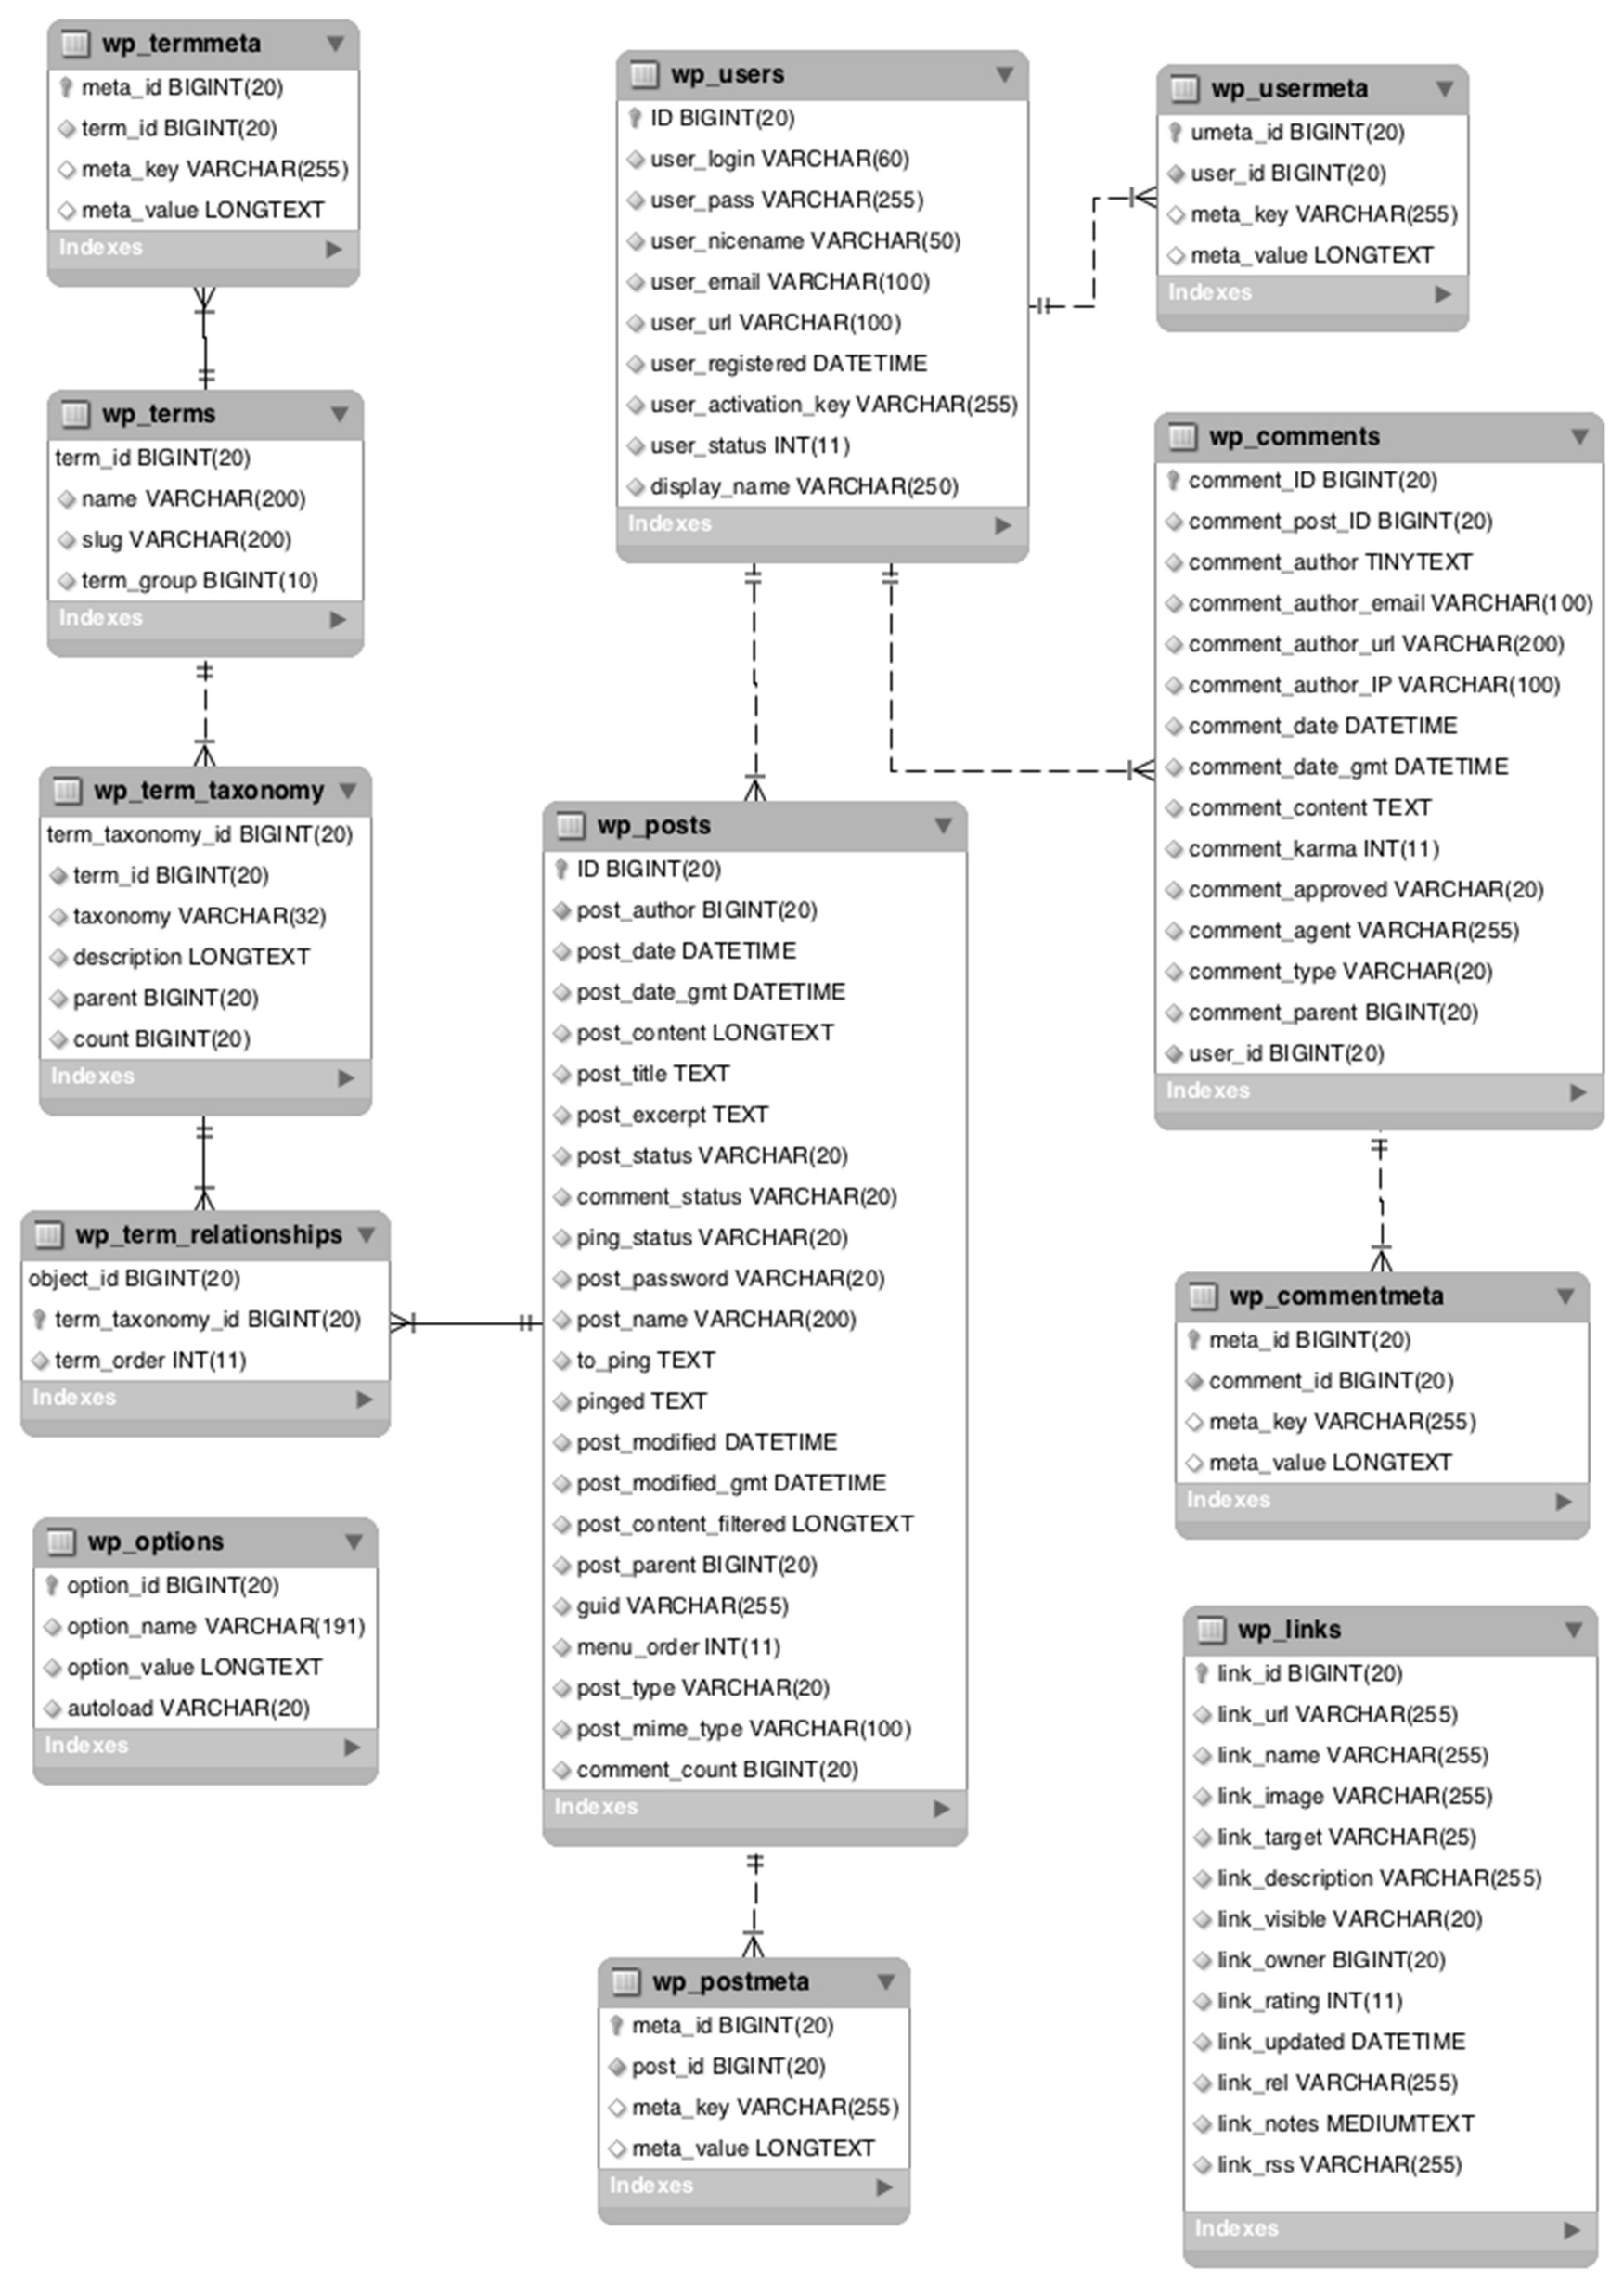 wp_termmeta
meta_id BIGINT(20)
term_id BIGINT(20)
meta_key VARCHAR(255)
meta_value LONGTEXT
Indexes
wp_terms
term_id BIGINT(20)
name VARCHAR(200)
slug VARCHAR(200)
term_group BIGINT(10)
Indexes
wp_term_taxonomy
term_taxonomy_id BIGINT(20)
term_id BIGINT(20)
taxonomy VARCHAR(32)
description LONGTEXT
parent BIGINT(20)
count BIGINT(20)
Indexes
wp_term_relationships
object_id BIGINT(20)
term_taxonomy_id BIGINT(20)
term_order INT(11)
Indexes
wp_options
option_id BIGINT(20)
option_name VARCHAR(191)
option_value LONGTEXT
autoload VARCHAR(20)
Indexes
wp_users
ID BIGINT(20)
user_login VARCHAR(60)
user_pass VARCHAR(255)
user_nicename VARCHAR(50)
user_email VARCHAR(100)
user_url VARCHAR(100)
user_registered DATETIME
user_activation_key VARCHAR(255)
user_status INT(11)
display_name VARCHAR(250)
Indexes
wp_posts
ID BIGINT(20)
post_author BIGINT(20)
post_date DATETIME
post_date_gmt DATETIME
post_content LONGTEXT
post_title TEXT
post_excerpt TEXT
post_status VARCHAR(20)
comment_status VARCHAR(20)
ping_status VARCHAR(20)
post_password VARCHAR(20)
post_name VARCHAR(200)
to_ping TEXT
pinged TEXT
post_modified DATETIME
post_modified_gmt DATETIME
post_content_filtered LONGTEXT
post_parent BIGINT(20)
guid VARCHAR(255)
menu_order INT(11)
post_type VARCHAR(20)
post_mime_type VARCHAR(100)
comment_count BIGINT(20)
Indexes
wp_postmeta
meta_id BIGINT(20)
post_id BIGINT(20)
meta_key VARCHAR(255)
meta_value LONGTEXT
Indexes
wp_usermeta
umeta_id BIGINT(20)
user_id BIGINT(20)
meta_key VARCHAR(255)
meta_value LONGTEXT
Indexes
wp_comments
comment_ID BIGINT(20)
comment_post_ID BIGINT(20)
comment_author TINYTEXT
comment_author_email VARCHAR(100)
comment_author_url VARCHAR(200)
comment_author_IP VARCHAR(100)
comment_date DATETIME
comment_date_gmt DATETIME
comment_content TEXT
comment_karma INT(11)
comment_approved VARCHAR(20)
comment_agent VARCHAR(255)
comment_type VARCHAR(20)
comment_parent BIGINT(20)
user_id BIGINT(20)
Indexes
wp_commentmeta
meta_id BIGINT(20)
comment_id BIGINT(20)
meta_key VARCHAR(255)
meta_value LONGTEXT
Indexes
wp_links
link_id BIGINT(20)
link_url VARCHAR(255)
link_name VARCHAR(255)
link_image VARCHAR(255)
link_target VARCHAR(25)
link_description VARCHAR(255)
link_visible VARCHAR(20)
link_owner BIGINT(20)
link_rating INT(11)
link_updated DATETIME
link_rel VARCHAR(255)
link_notes MEDIUMTEXT
link_rss VARCHAR(255)
Indexes